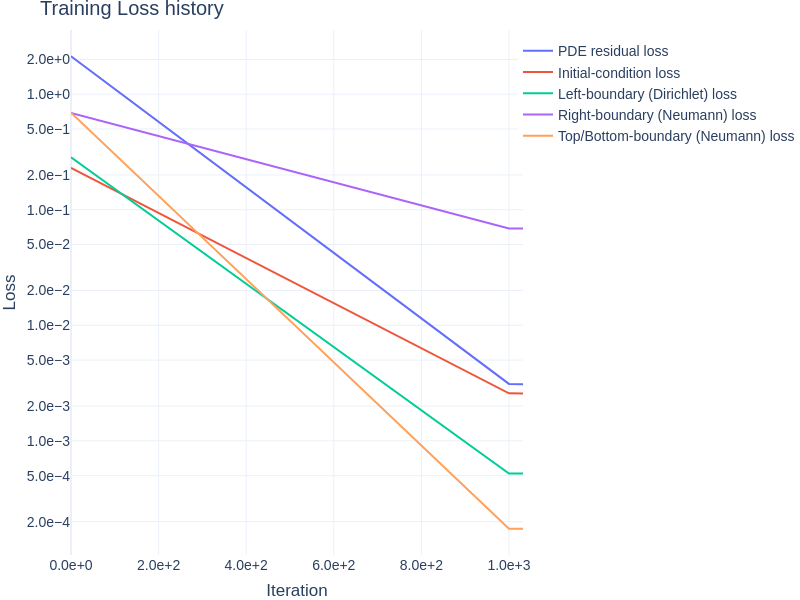 Training Loss history
2.0e+0
1.0e+0
5.0e−1
2.0e−1
1.0e−1
5.0e−2
2.0e−2
1.0e−2
5.0e−3
2.0e−3
1.0e−3
5.0e−4
2.0e−4
Loss
0.0e+0 2.0e+2 4.0e+2 6.0e+2 8.0e+2 1.0e+3
Iteration
PDE residual loss
Initial-condition loss
Left-boundary (Dirichlet) loss
Right-boundary (Neumann) loss
Top/Bottom-boundary (Neumann) loss